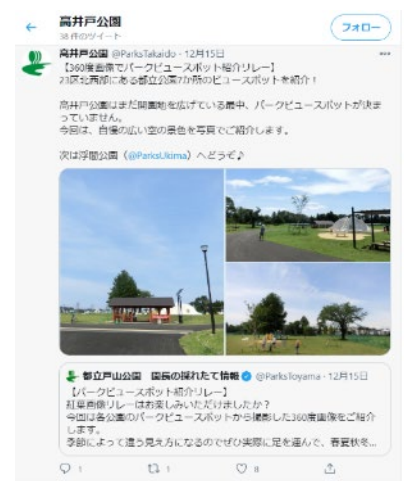 高井戸公園
38 件のツイート
フォロー
高井戸公園 @ParksTakaido・12月15日
【360度画像でパークビュースポット紹介リレー】
23区北西部にある都立公園7か所のビュースポットを紹介！
高井戸公園はまだ開園地を広げている最中、パークビュースポットが決まっていません。
今回は、自慢の広い空の景色を写真でご紹介します。
次は浮間公園（@ParksUkima）へどうぞ♪
都立戸山公園　園長の採れたて情報 @ParksToyama・12月15日
【パークビュースポット紹介リレー】
紅葉画像リレーはお楽しみいただけましたか？
今回は各公園のパークビュースポットから撮影した360度画像をご紹介
します。
季節によって違う見え方になるのでぜひ実際に足を運んで、春夏秋冬...
1
1
8